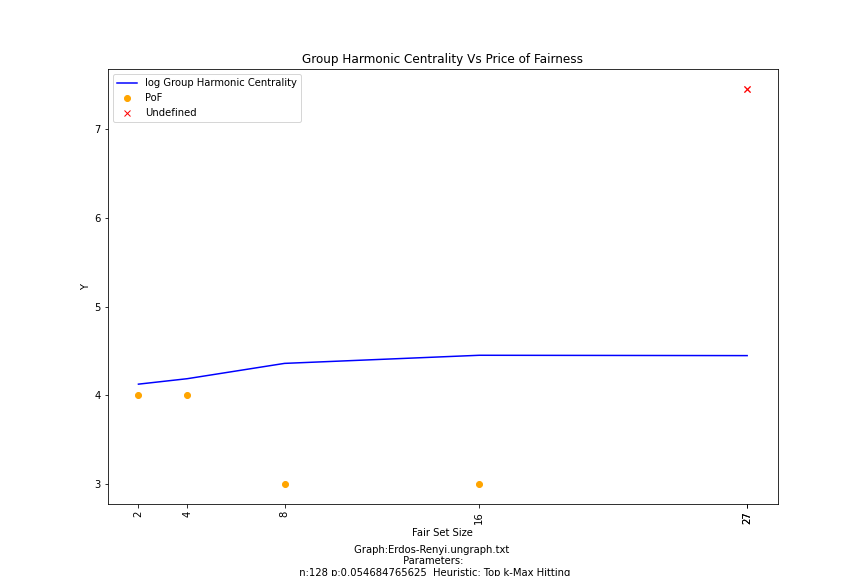 Group Harmonic Centrality Vs Price of Fairness
log Group Harmonic Centrality
PoF
Undefined
7
6
5
4
3
Y
2
4
8
16
27
27
Fair Set Size
Graph:Erdos-Renyi.ungraph.txt
Parameters:
n:128 p:0.054684765625 Heuristic: Top k-Max Hitting